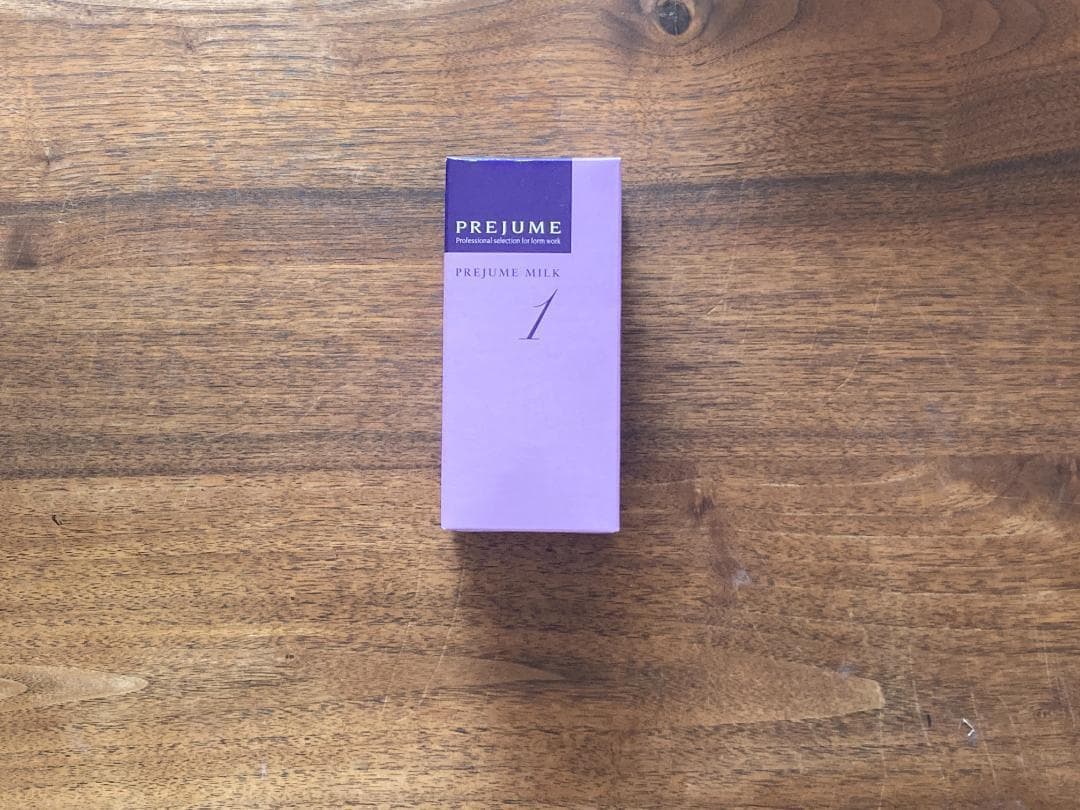 PREJUME
Professional selection for form work
PREJUME MILK
1